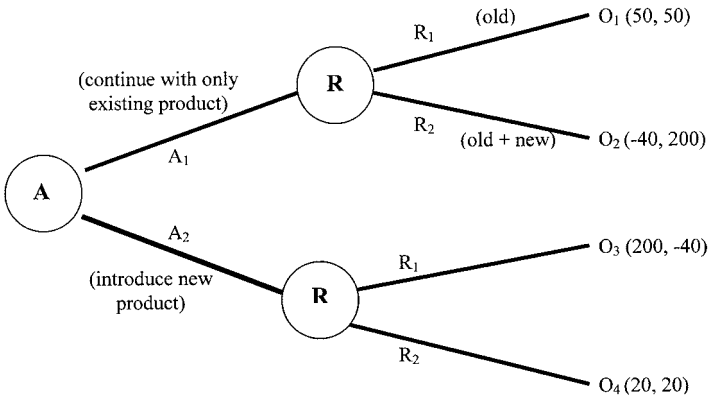 (old)
O₁ (50, 50)
R₁
(continue with only
existing product)
R
R₂
(old + new)
O₂ (-40, 200)
A₁
A
A₂
R₁
O₃ (200, -40)
(introduce new
product)
R
R₂
O₄ (20, 20)